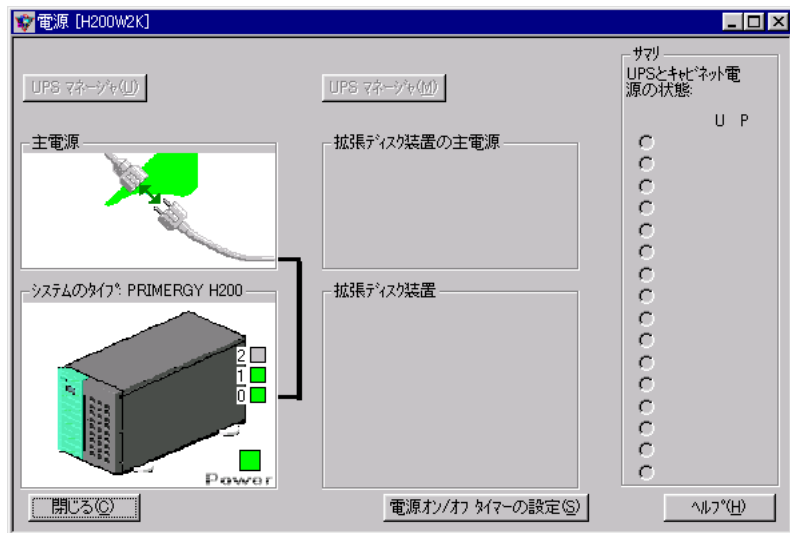 電源 [H200W2K]
UPS マネージャ(U)
UPS マネージャ(M)
サマリ
UPSとキャビネット電
源の状態:
U P
主電源
拡張ディスク装置の主電源
システムのタイプ: PRIMERGY H200
拡張ディスク装置
2
1
0
Power
閉じる(C)
電源オン/オフ タイマーの設定(S)
ヘルプ(H)